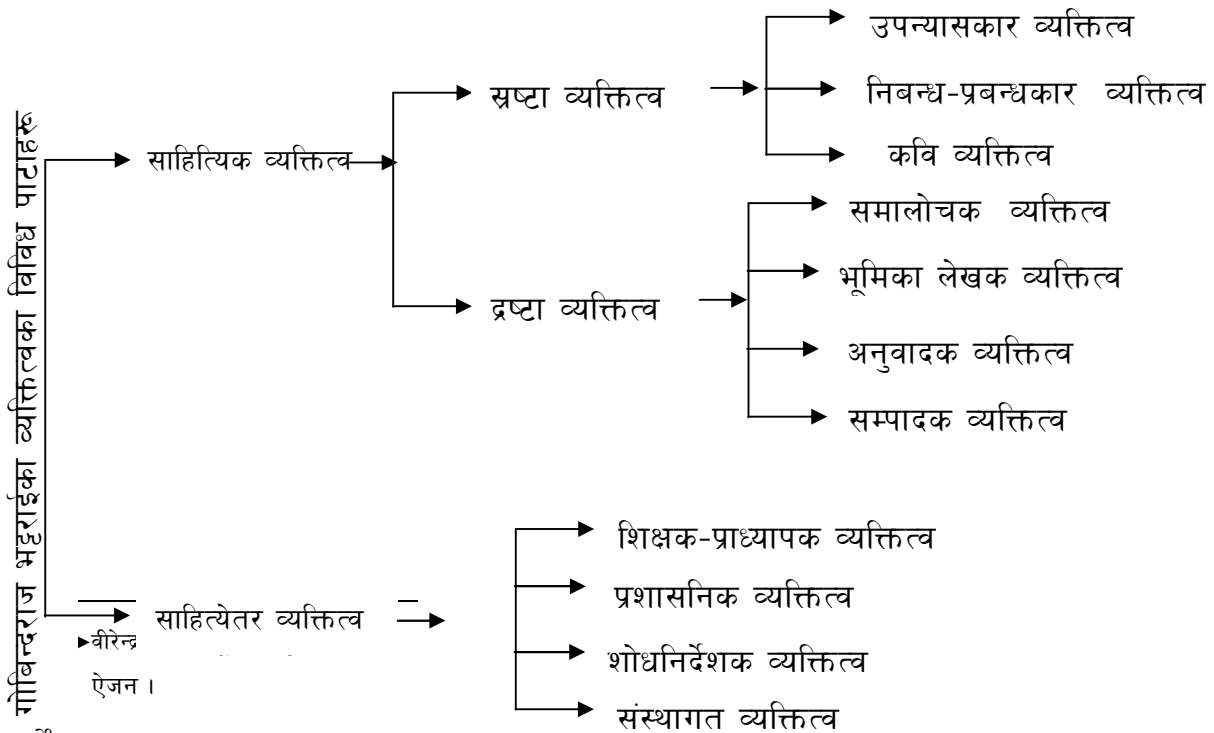 गोविन्दराज भट्टराईका व्यक्तित्वका विविध पाटाहरू
साहित्यिक व्यक्तित्व
स्रष्टा व्यक्तित्व
उपन्यासकार व्यक्तित्व
निबन्ध-प्रबन्धकार व्यक्तित्व
कवि व्यक्तित्व
द्रष्टा व्यक्तित्व
समालोचक व्यक्तित्व
भूमिका लेखक व्यक्तित्व
अनुवादक व्यक्तित्व
सम्पादक व्यक्तित्व
साहित्येतर व्यक्तित्व
शिक्षक-प्राध्यापक व्यक्तित्व
प्रशासनिक व्यक्तित्व
शोधनिर्देशक व्यक्तित्व
संस्थागत व्यक्तित्व
वीरेन्द्र
ऐजन ।